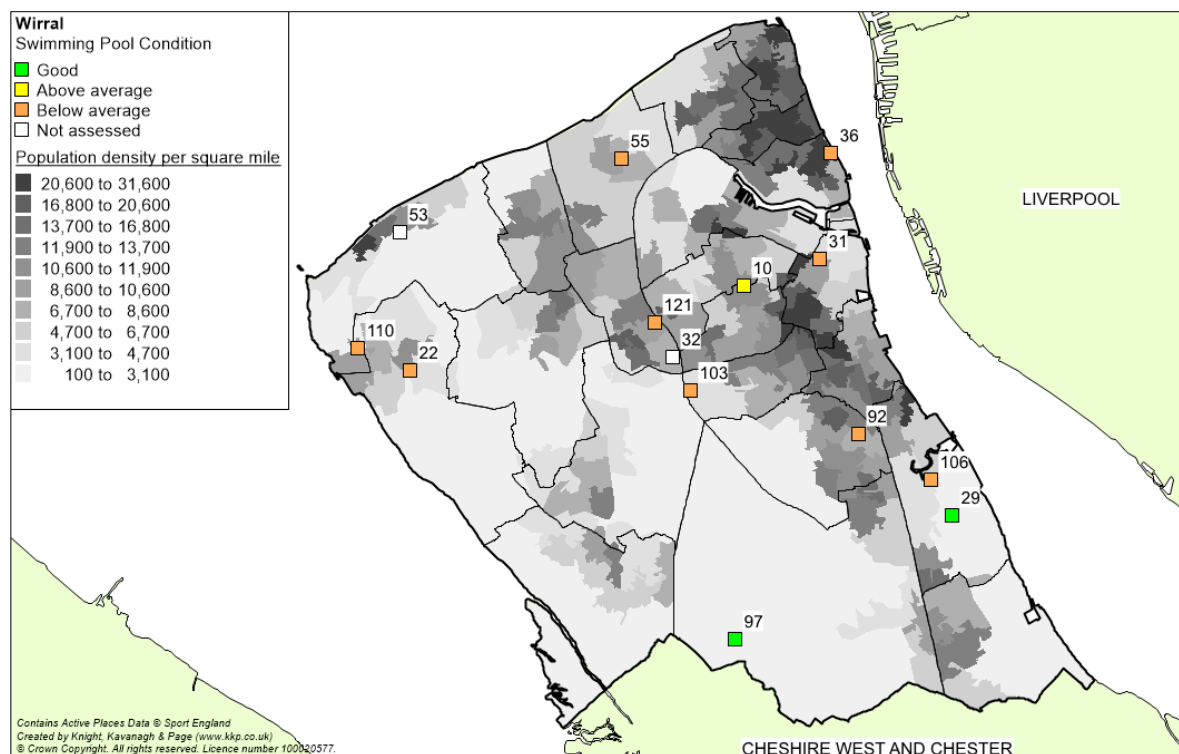 Wirral
Swimming Pool Condition
Good
Above average
Below average
Not assessed
Population density per square mile
20,600 to 31,600
16,800 to 20,600
13,700 to 16,800
11,900 to 13,700
10,600 to 11,900
8,600 to 10,600
6,700 to 8,600
4,700 to 6,700
3,100 to 4,700
100 to 3,100
55
36
LIVERPOOL
53
31
10
121
110
32
22
103
92
106
29
97
Contains Active Places Data © Sport England
Created by Knight, Kavanagh & Page (www.kkp.co.uk)
© Crown Copyright. All rights reserved. Licence number 100020577.
CHESHIRE WEST AND CHESTER